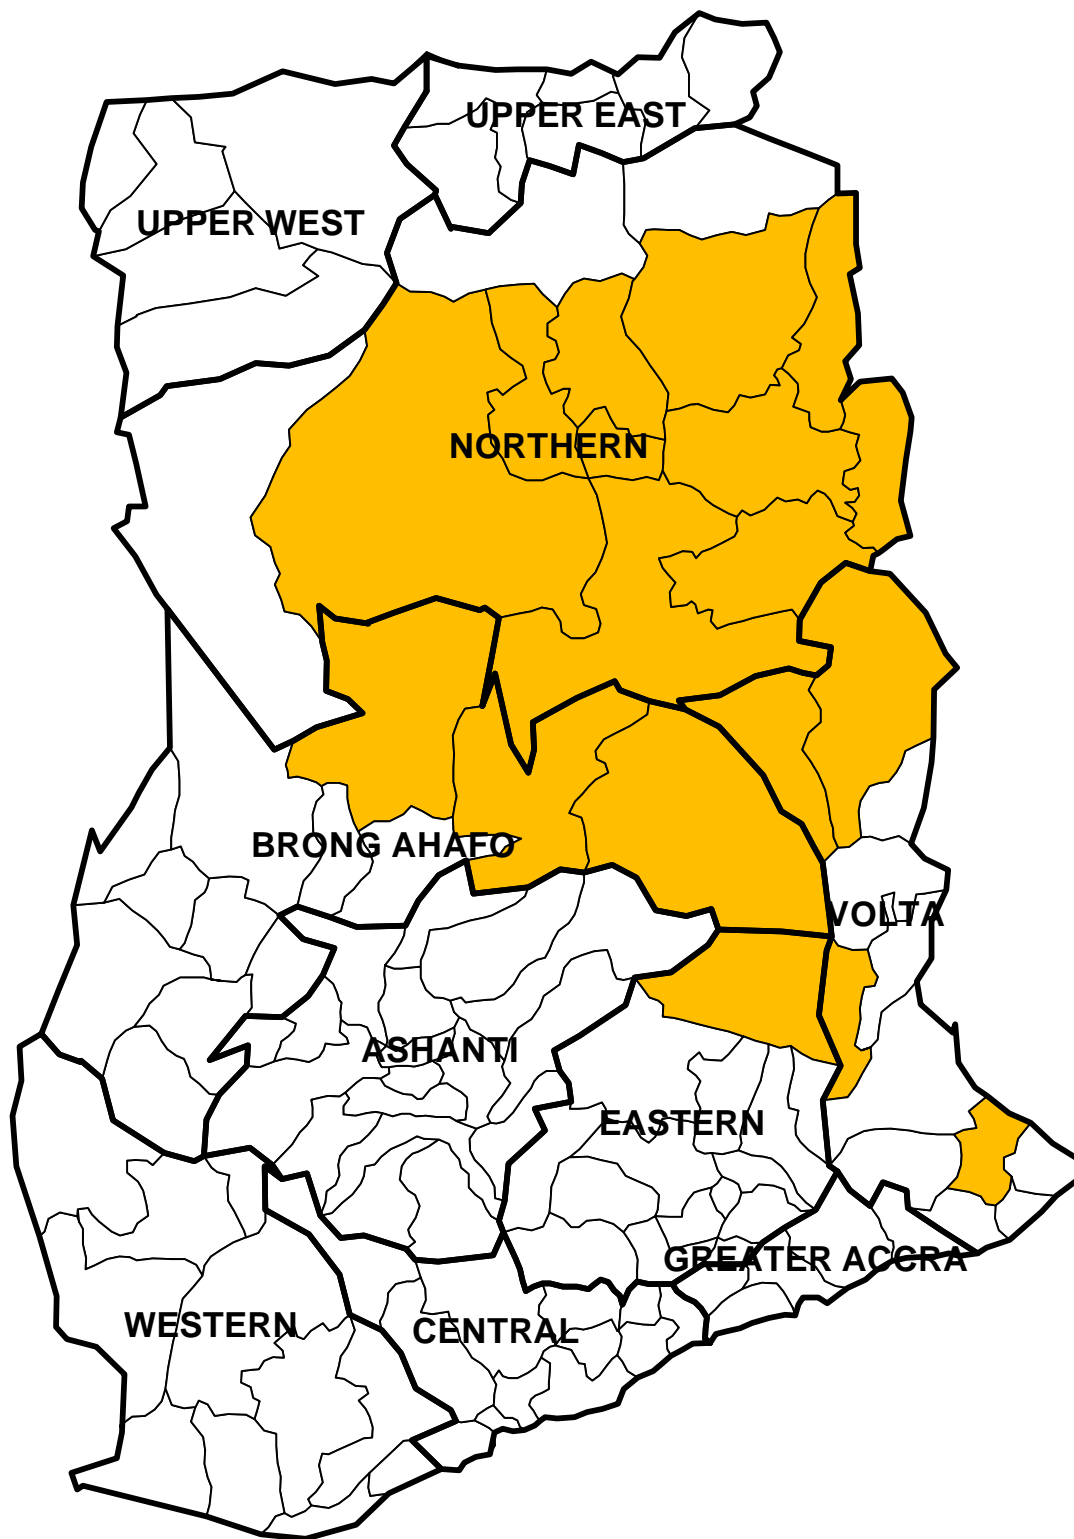 UPPER EAST
UPPER WEST
NORTHERN
BRONG AHAFO
VOLTA
ASHANTI
EASTERN
GREATER ACCRA
WESTERN
CENTRAL